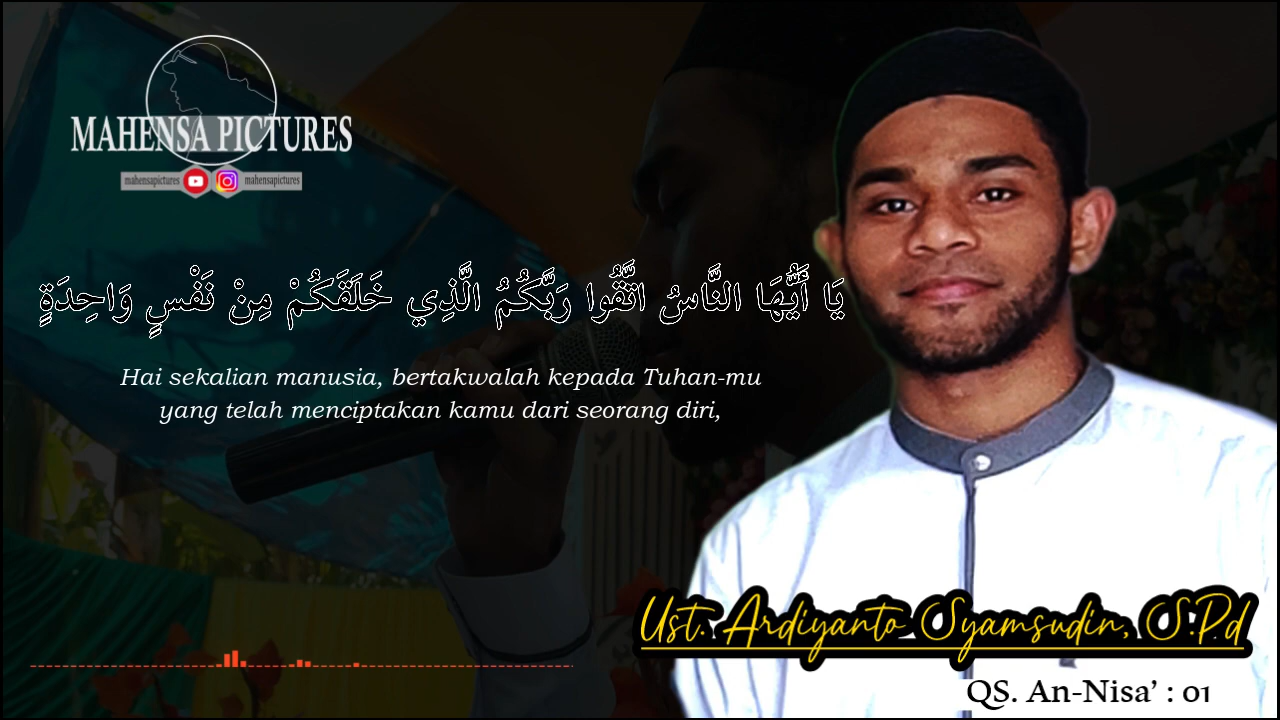 MAHENSA PICTURES
mahensapictures mahensapictures
يَا أَيُّهَا النَّاسُ اتَّقُوا رَبَّكُمُ الَّذِي خَلَقَكُمْ مِنْ نَفْسٍ وَاحِدَةٍ
Hai sekalian manusia, bertakwalah kepada Tuhan-mu
yang telah menciptakan kamu dari seorang diri,
Ust. Ardiyanto Syamsudin, S.Pd
QS. An-Nisa’ : 01